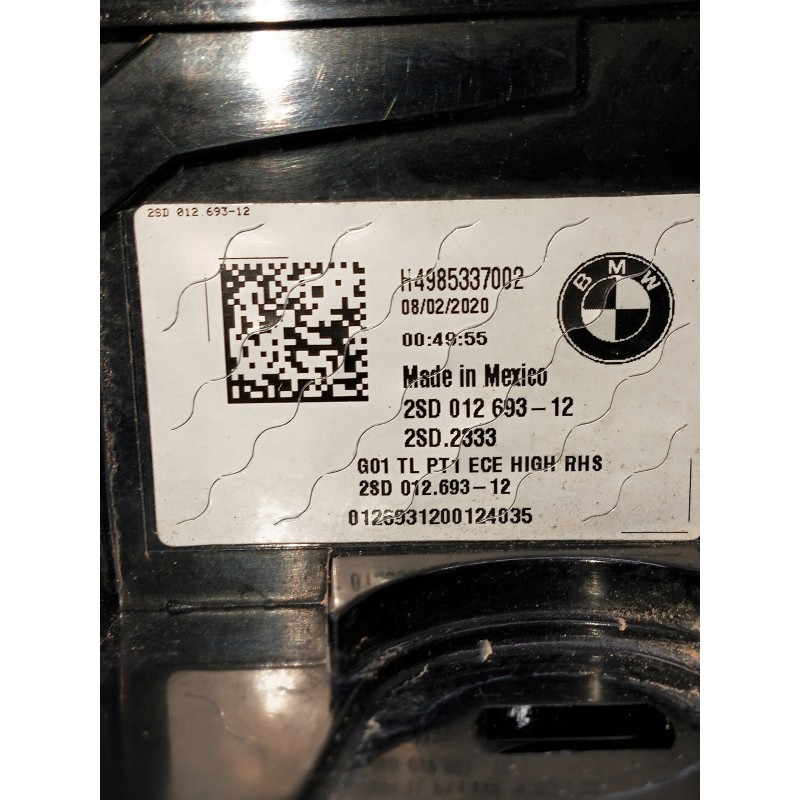 2SD 012.693-12
H4985337002
08/02/2020
00:49:55
BMW
Made in Mexico
2SD 012 693-12
2SD.2333
G01 TL PT1 ECE HIGH RHS
2SD 012.693-12
0126931200124035